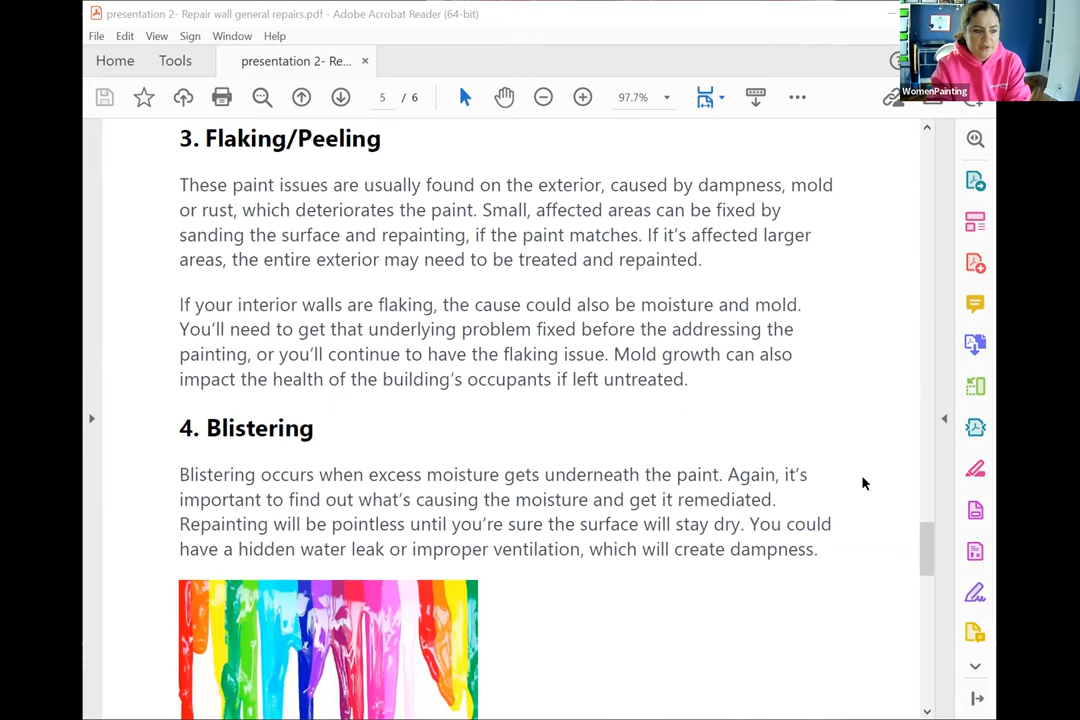 presentation 2- Repair wall general repairs.pdf - Adobe Acrobat Reader (64-bit)
File Edit View Sign Window Help
Home Tools presentation 2- Re... ×
5 / 6 97.7%
WomenPainting
3. Flaking/Peeling
These paint issues are usually found on the exterior, caused by dampness, mold
or rust, which deteriorates the paint. Small, affected areas can be fixed by
sanding the surface and repainting, if the paint matches. If it's affected larger
areas, the entire exterior may need to be treated and repainted.
If your interior walls are flaking, the cause could also be moisture and mold.
You'll need to get that underlying problem fixed before the addressing the
painting, or you'll continue to have the flaking issue. Mold growth can also
impact the health of the building's occupants if left untreated.
4. Blistering
Blistering occurs when excess moisture gets underneath the paint. Again, it's
important to find out what's causing the moisture and get it remediated.
Repainting will be pointless until you're sure the surface will stay dry. You could
have a hidden water leak or improper ventilation, which will create dampness.